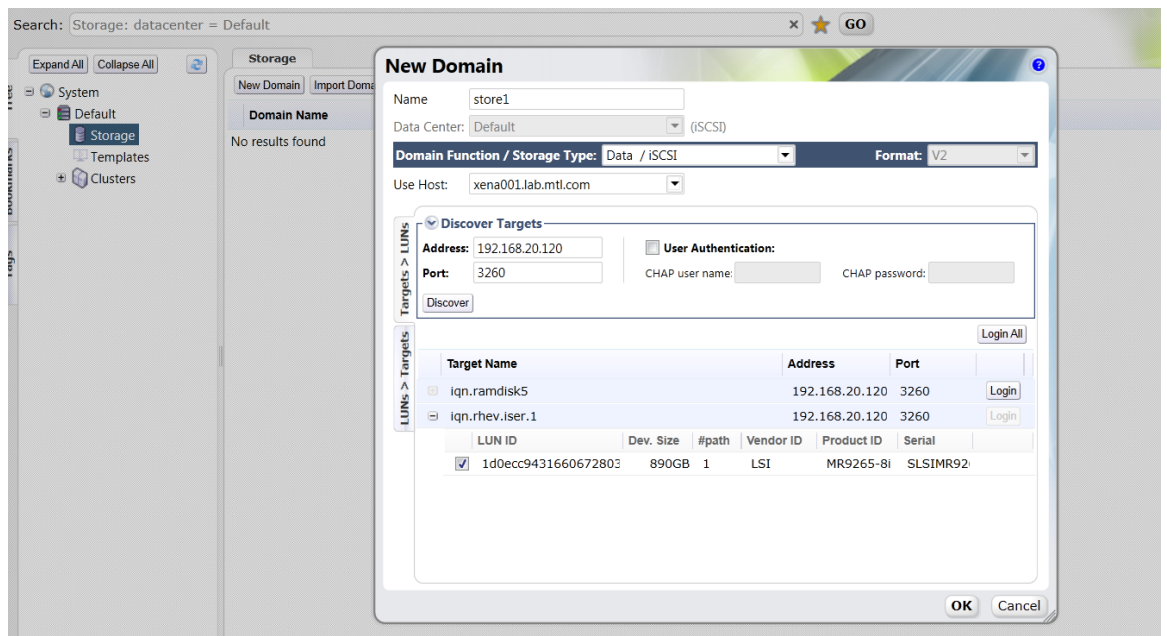 Search: Storage: datacenter = Default × GO
Expand All Collapse All
System
Default
Storage
Templates
Clusters
Tree
Bookmarks
Tags
Storage
New Domain Import Doma
Domain Name
No results found
New Domain ?
Name store1
Data Center: Default (iSCSI)
Domain Function / Storage Type: Data / iSCSI Format: V2
Use Host: xena001.lab.mtl.com
Targets > LUNs
LUNs > Targets
Discover Targets
Address: 192.168.20.120 User Authentication:
Port: 3260 CHAP user name: CHAP password:
Discover
Login All
Target Name Address Port
iqn.ramdisk5 192.168.20.120 3260 Login
iqn.rhev.iser.1 192.168.20.120 3260 Login
LUN ID Dev. Size #path Vendor ID Product ID Serial
1d0ecc9431660672803 890GB 1 LSI MR9265-8i SLSIMR92
OK Cancel